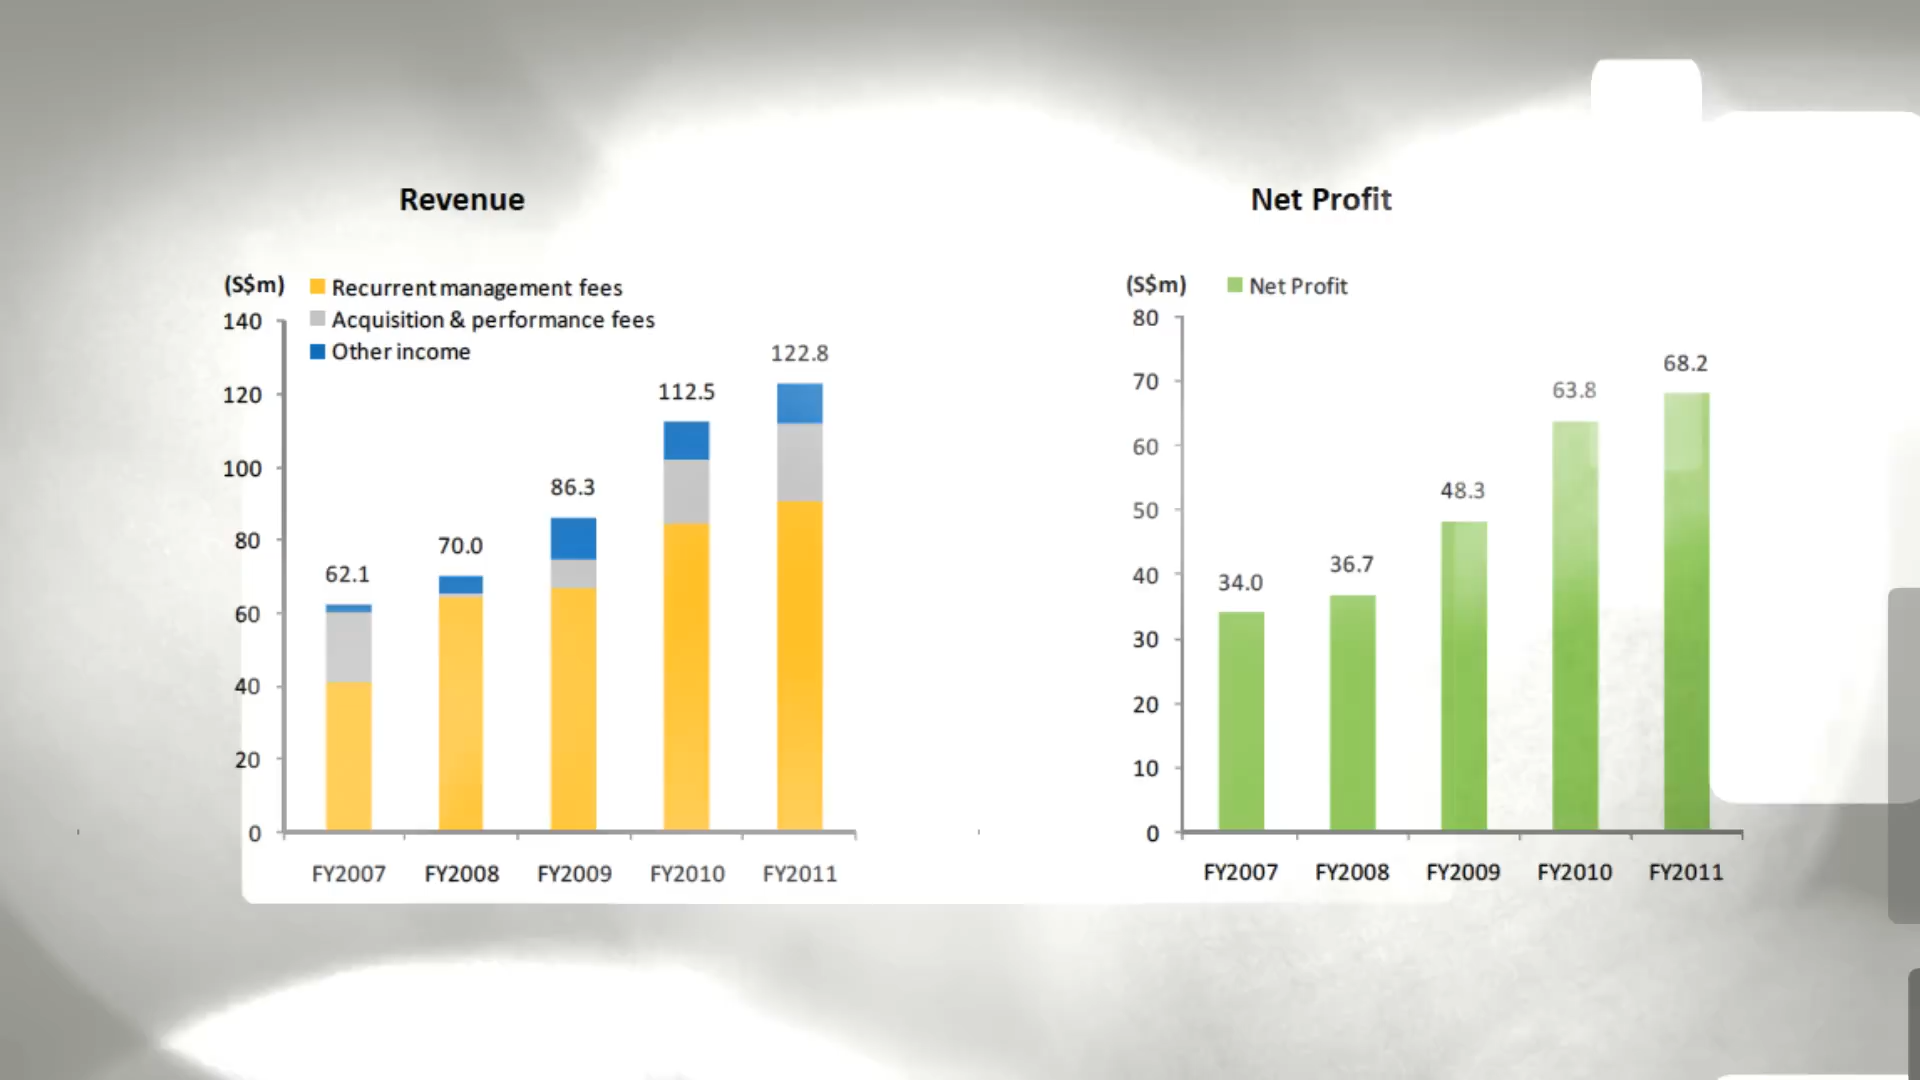 Revenue
(S$m)
Recurrent management fees
Acquisition & performance fees
Other income
140
120
100
80
60
40
20
0
62.1
70.0
86.3
112.5
122.8
FY2007
FY2008
FY2009
FY2010
FY2011
Net Profit
(S$m)
Net Profit
80
70
60
50
40
30
20
10
0
34.0
36.7
48.3
63.8
68.2
FY2007
FY2008
FY2009
FY2010
FY2011